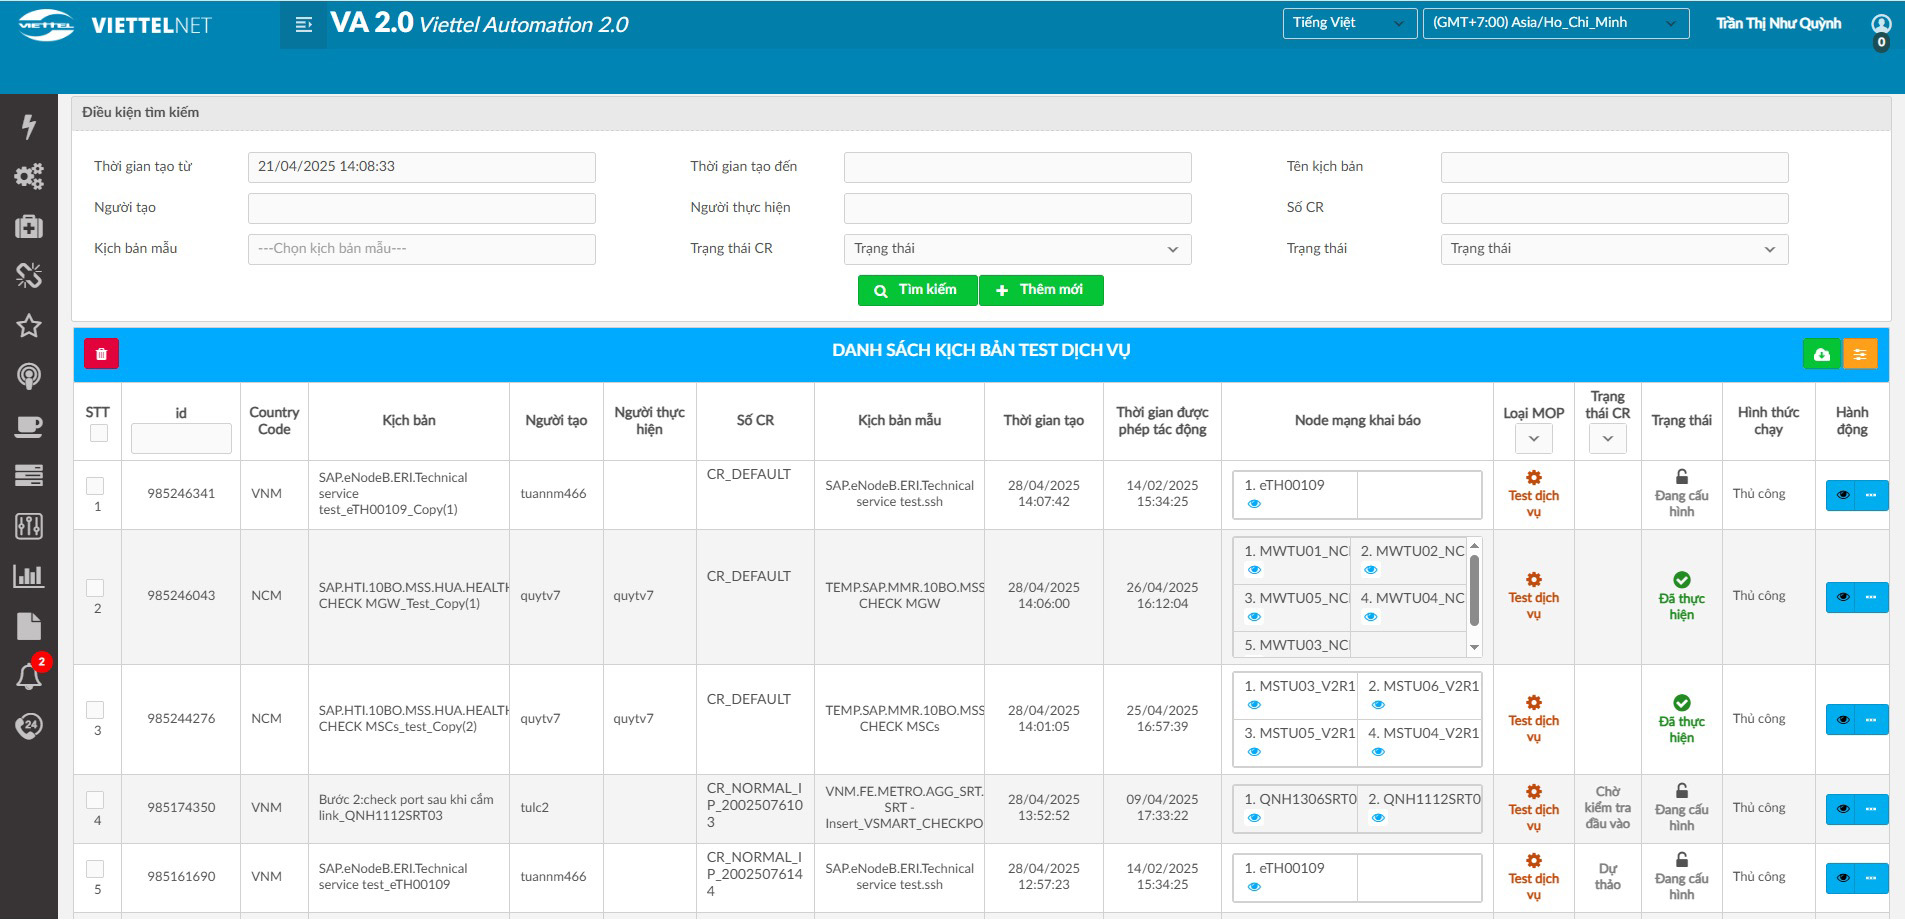 VIETTEL
VIETTELNET
VA 2.0 Viettel Automation 2.0
Tiếng Việt
(GMT+7:00) Asia/Ho_Chi_Minh
Trần Thị Như Quỳnh
0
2
24
Điều kiện tìm kiếm
Thời gian tạo từ
21/04/2025 14:08:33
Thời gian tạo đến
Tên kịch bản
Người tạo
Người thực hiện
Số CR
Kịch bản mẫu
---Chọn kịch bản mẫu---
Trạng thái CR
Trạng thái
Trạng thái
Trạng thái
Tìm kiếm
Thêm mới
DANH SÁCH KỊCH BẢN TEST DỊCH VỤ
STT
id
Country
Code
Kịch bản
Người tạo
Người thực
hiện
Số CR
Kịch bản mẫu
Thời gian tạo
Thời gian được
phép tác động
Node mạng khai báo
Loại MOP
Trạng
thái CR
Trạng thái
Hình thức
chạy
Hành
động
1
985246341
VNM
SAP.eNodeB.ERI.Technical
service
test_eTH00109_Copy(1)
tuannm466
CR_DEFAULT
SAP.eNodeB.ERI.Technical
service test.ssh
28/04/2025
14:07:42
14/02/2025
15:34:25
1. eTH00109
Test dịch
vụ
Đang cấu
hình
Thủ công
2
985246043
NCM
SAP.HTI.10BO.MSS.HUA.HEALTH
CHECK MGW_Test_Copy(1)
quytv7
quytv7
CR_DEFAULT
TEMP.SAP.MMR.10BO.MSS
CHECK MGW
28/04/2025
14:06:00
26/04/2025
16:12:04
1. MWTU01_NC
2. MWTU02_NC
3. MWTU05_NC
4. MWTU04_NC
5. MWTU03_NC
Test dịch
vụ
Đã thực
hiện
Thủ công
3
985244276
NCM
SAP.HTI.10BO.MSS.HUA.HEALTH
CHECK MSCs_test_Copy(2)
quytv7
quytv7
CR_DEFAULT
TEMP.SAP.MMR.10BO.MSS
CHECK MSCs
28/04/2025
14:01:05
25/04/2025
16:57:39
1. MSTU03_V2R1
2. MSTU06_V2R1
3. MSTU05_V2R1
4. MSTU04_V2R1
Test dịch
vụ
Đã thực
hiện
Thủ công
4
985174350
VNM
Bước 2:check port sau khi cắm
link_QNH1112SRT03
tulc2
CR_NORMAL_I
P_2002507610
3
VNM.FE.METRO.AGG_SRT.
SRT -
Insert_VSMART_CHECKPO
28/04/2025
13:52:52
09/04/2025
17:33:22
1. QNH1306SRT0
2. QNH1112SRT0
Test dịch
vụ
Chờ
kiểm tra
đầu vào
Đang cấu
hình
Thủ công
5
985161690
VNM
SAP.eNodeB.ERI.Technical
service test_eTH00109
tuannm466
CR_NORMAL_I
P_2002507614
4
SAP.eNodeB.ERI.Technical
service test.ssh
28/04/2025
12:57:23
14/02/2025
15:34:25
1. eTH00109
Test dịch
vụ
Dự
thảo
Đang cấu
hình
Thủ công